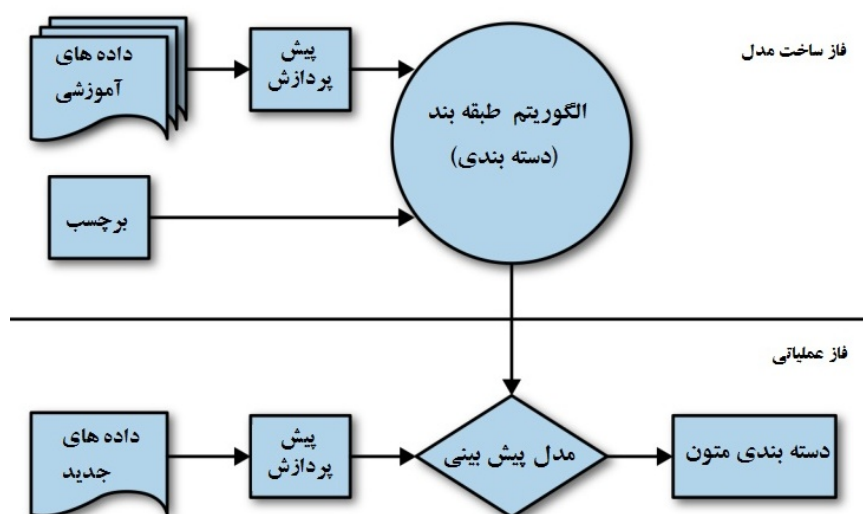 فاز ساخت مدل
داده های
آموزشی
پیش
پردازش
الگوریتم طبقه بند
(دسته بندی)
برچسب
فاز عملیاتی
داده های
جدید
پیش
پردازش
مدل پیش بینی
دسته بندی متون